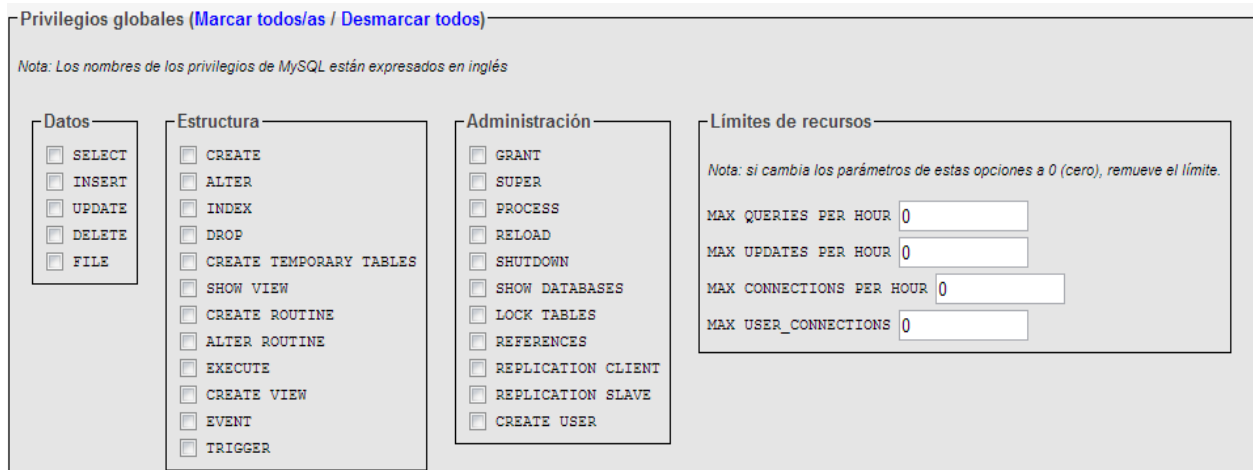 Privilegios globales (Marcar todos/as / Desmarcar todos)
Nota: Los nombres de los privilegios de MySQL están expresados en inglés
Datos
SELECT
INSERT
UPDATE
DELETE
FILE
Estructura
CREATE
ALTER
INDEX
DROP
CREATE TEMPORARY TABLES
SHOW VIEW
CREATE ROUTINE
ALTER ROUTINE
EXECUTE
CREATE VIEW
EVENT
TRIGGER
Administración
GRANT
SUPER
PROCESS
RELOAD
SHUTDOWN
SHOW DATABASES
LOCK TABLES
REFERENCES
REPLICATION CLIENT
REPLICATION SLAVE
CREATE USER
Límites de recursos
Nota: si cambia los parámetros de estas opciones a 0 (cero), remueve el límite.
MAX QUERIES PER HOUR 0
MAX UPDATES PER HOUR 0
MAX CONNECTIONS PER HOUR 0
MAX USER_CONNECTIONS 0